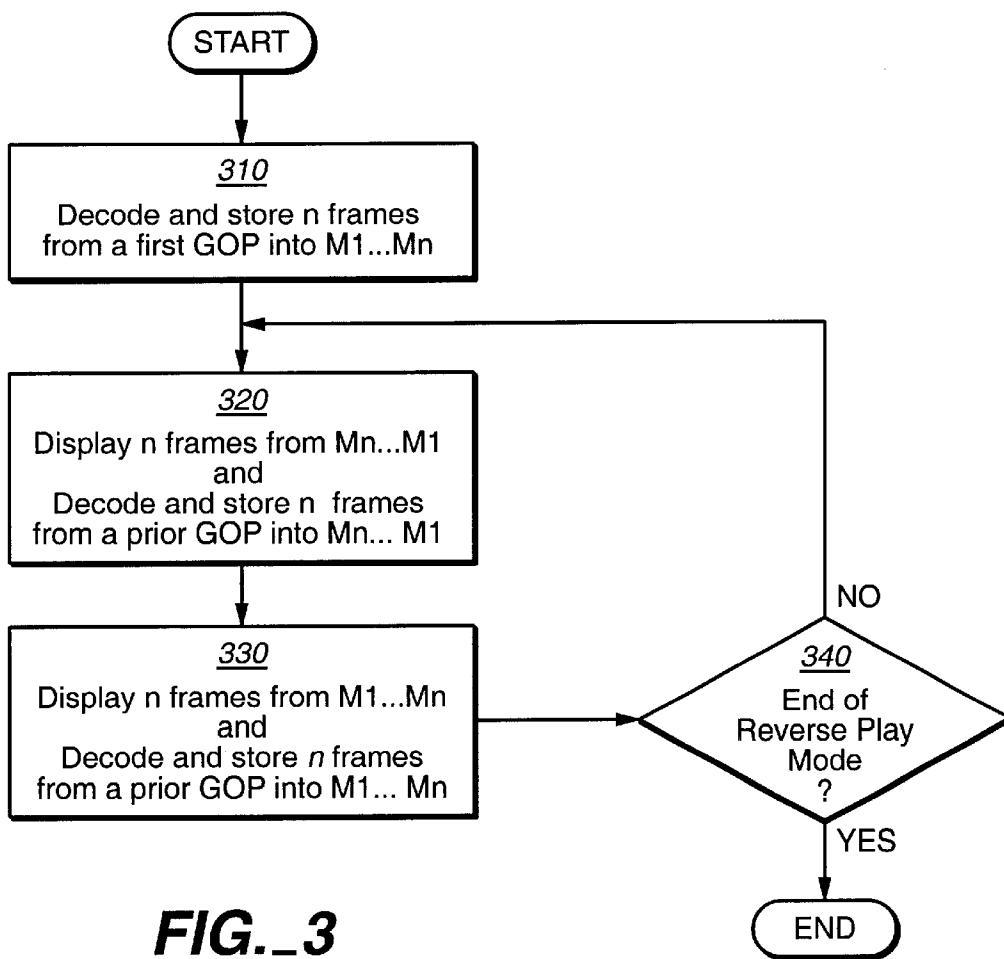 START
310
Decode and store n frames
from a first GOP into M1...Mn
320
Display n frames from Mn...M1
and
Decode and store n frames
from a prior GOP into Mn... M1
330
Display n frames from M1...Mn
and
Decode and store n frames
from a prior GOP into M1... Mn
NO
340
End of
Reverse Play
Mode
?
YES
END
FIG._3